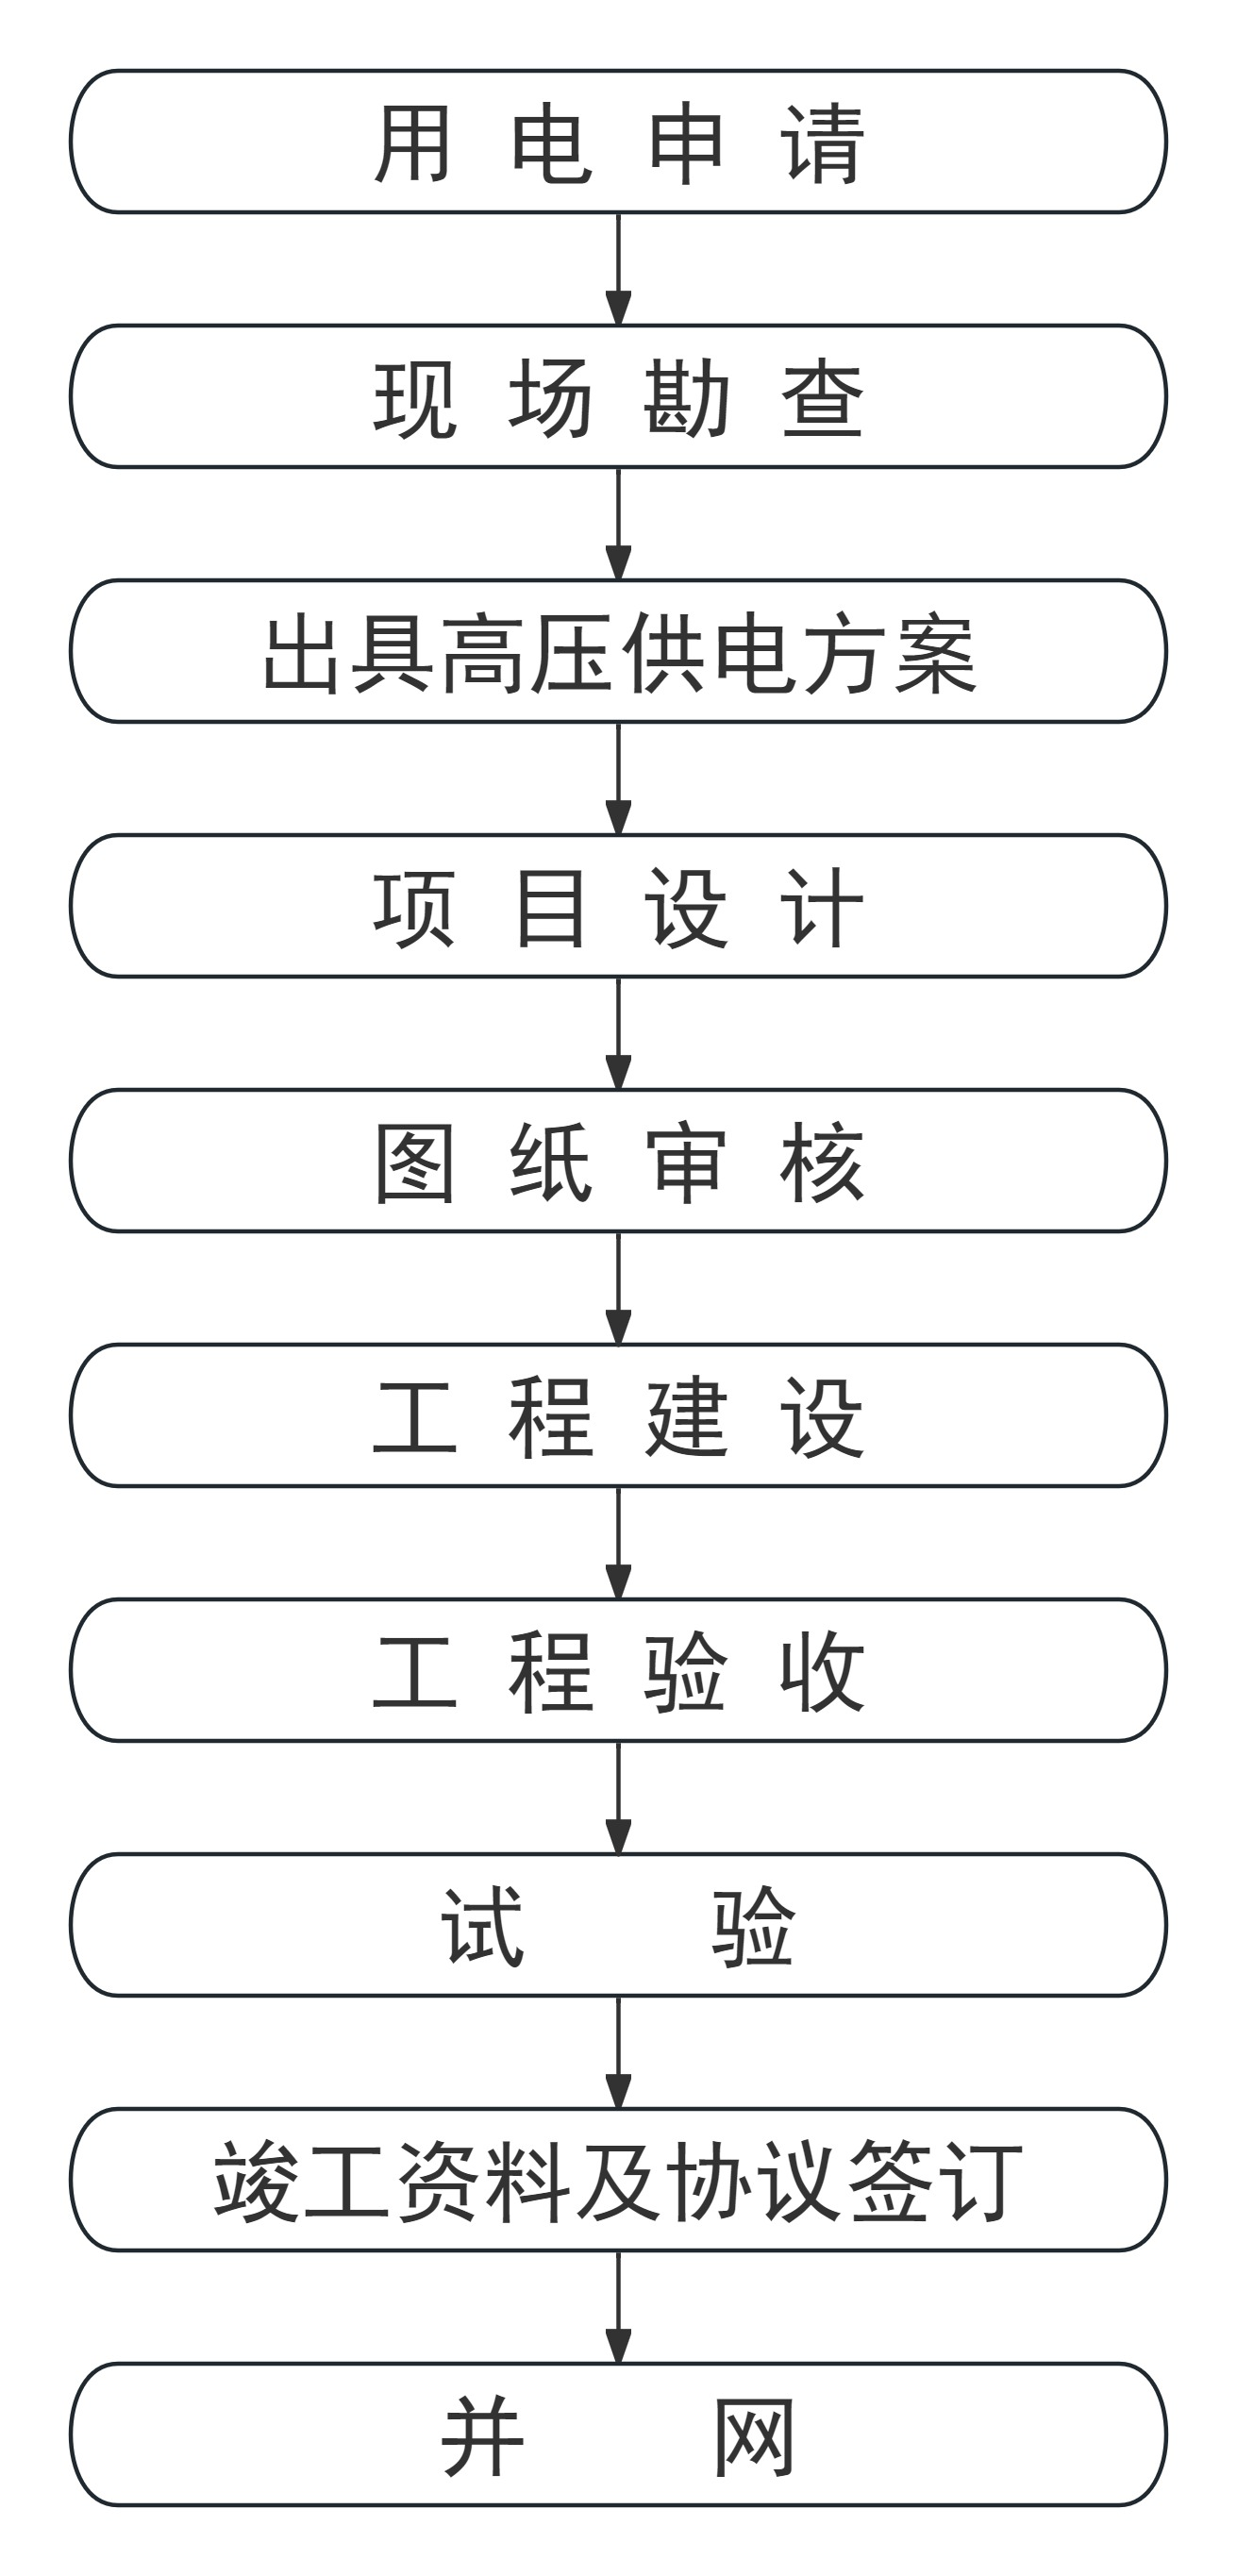 用电申请
现场勘查
出具高压供电方案
项目设计
图纸审核
工程建设
工程验收
试验
竣工资料及协议签订
并网